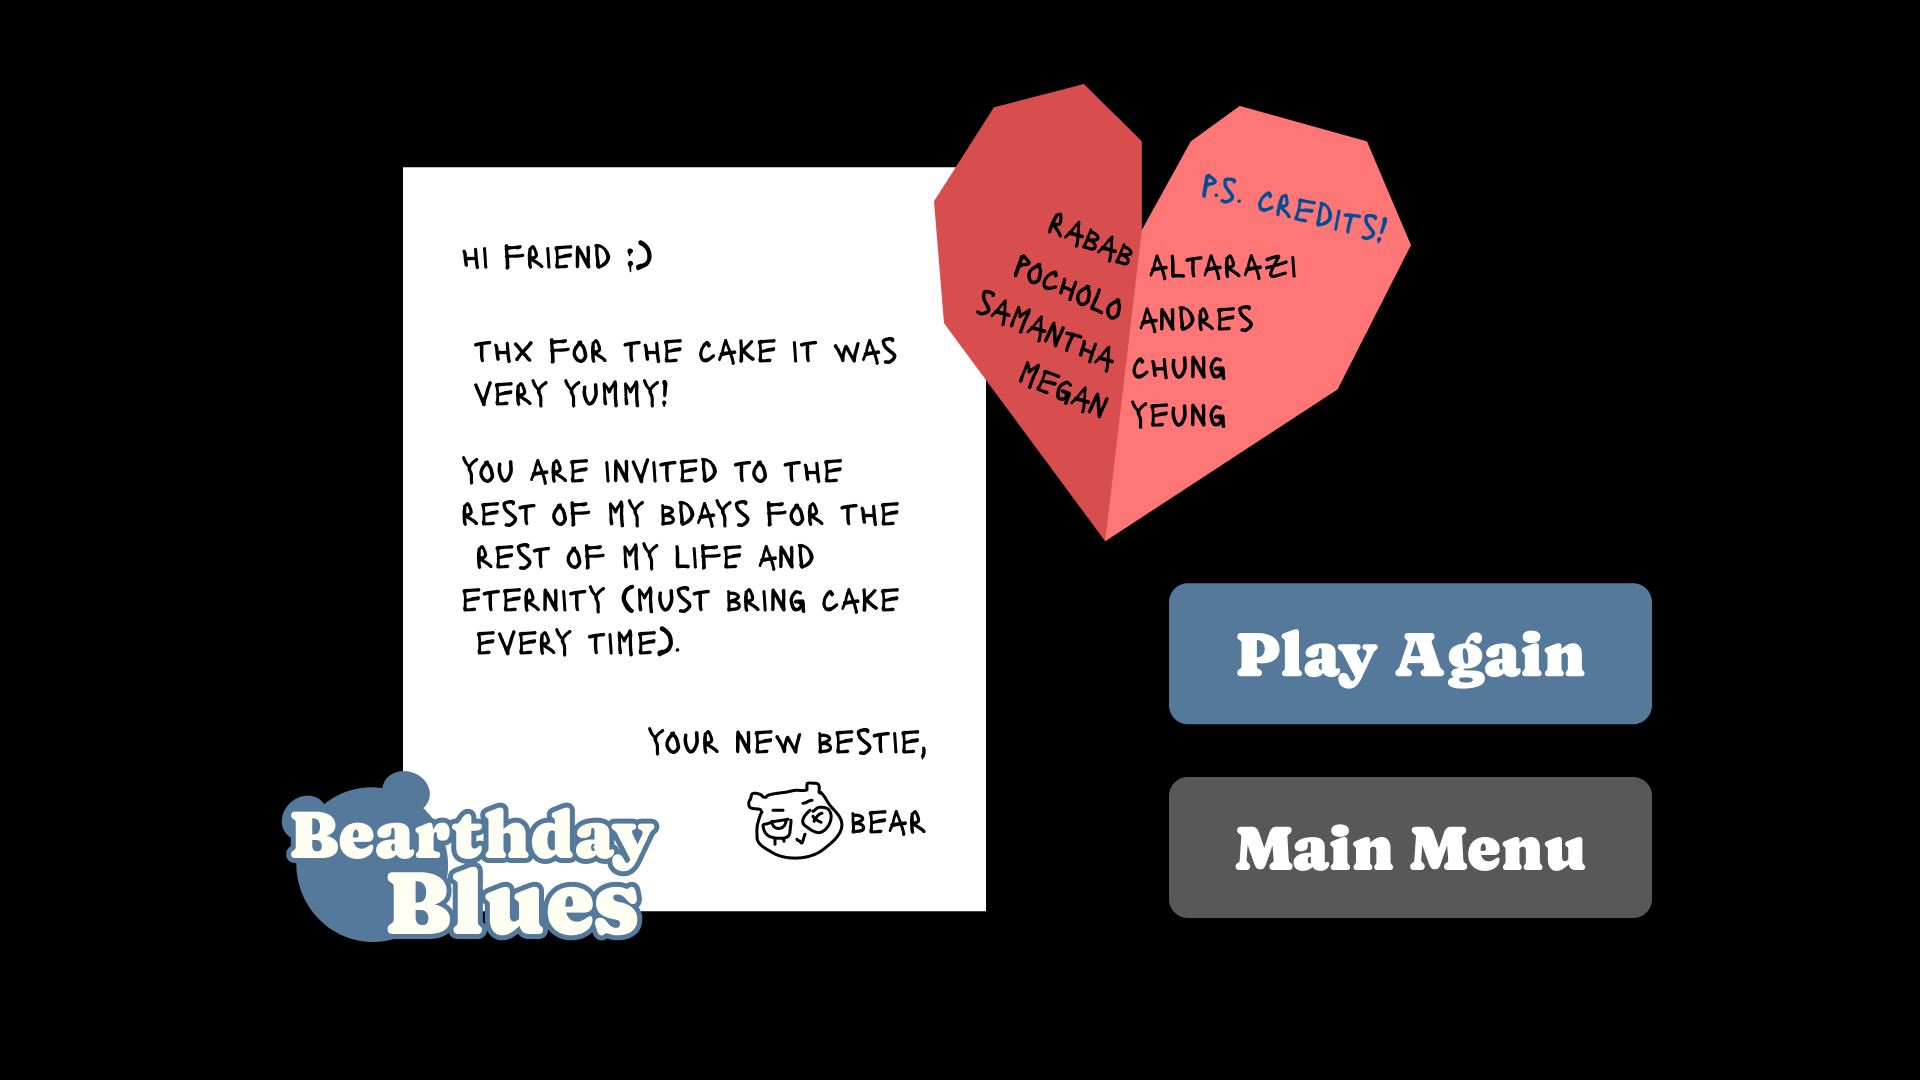 HI FRIEND ;)
THX FOR THE CAKE IT WAS
VERY YUMMY!
YOU ARE INVITED TO THE
REST OF MY BDAYS FOR THE
REST OF MY LIFE AND
ETERNITY (MUST BRING CAKE
EVERY TIME).
YOUR NEW BESTIE,
BEAR
P.S. CREDITS!
RABAB ALTARAZI
POCHOLO ANDRES
SAMANTHA CHUNG
MEGAN YEUNG
Bearthday
Blues
Play Again
Main Menu